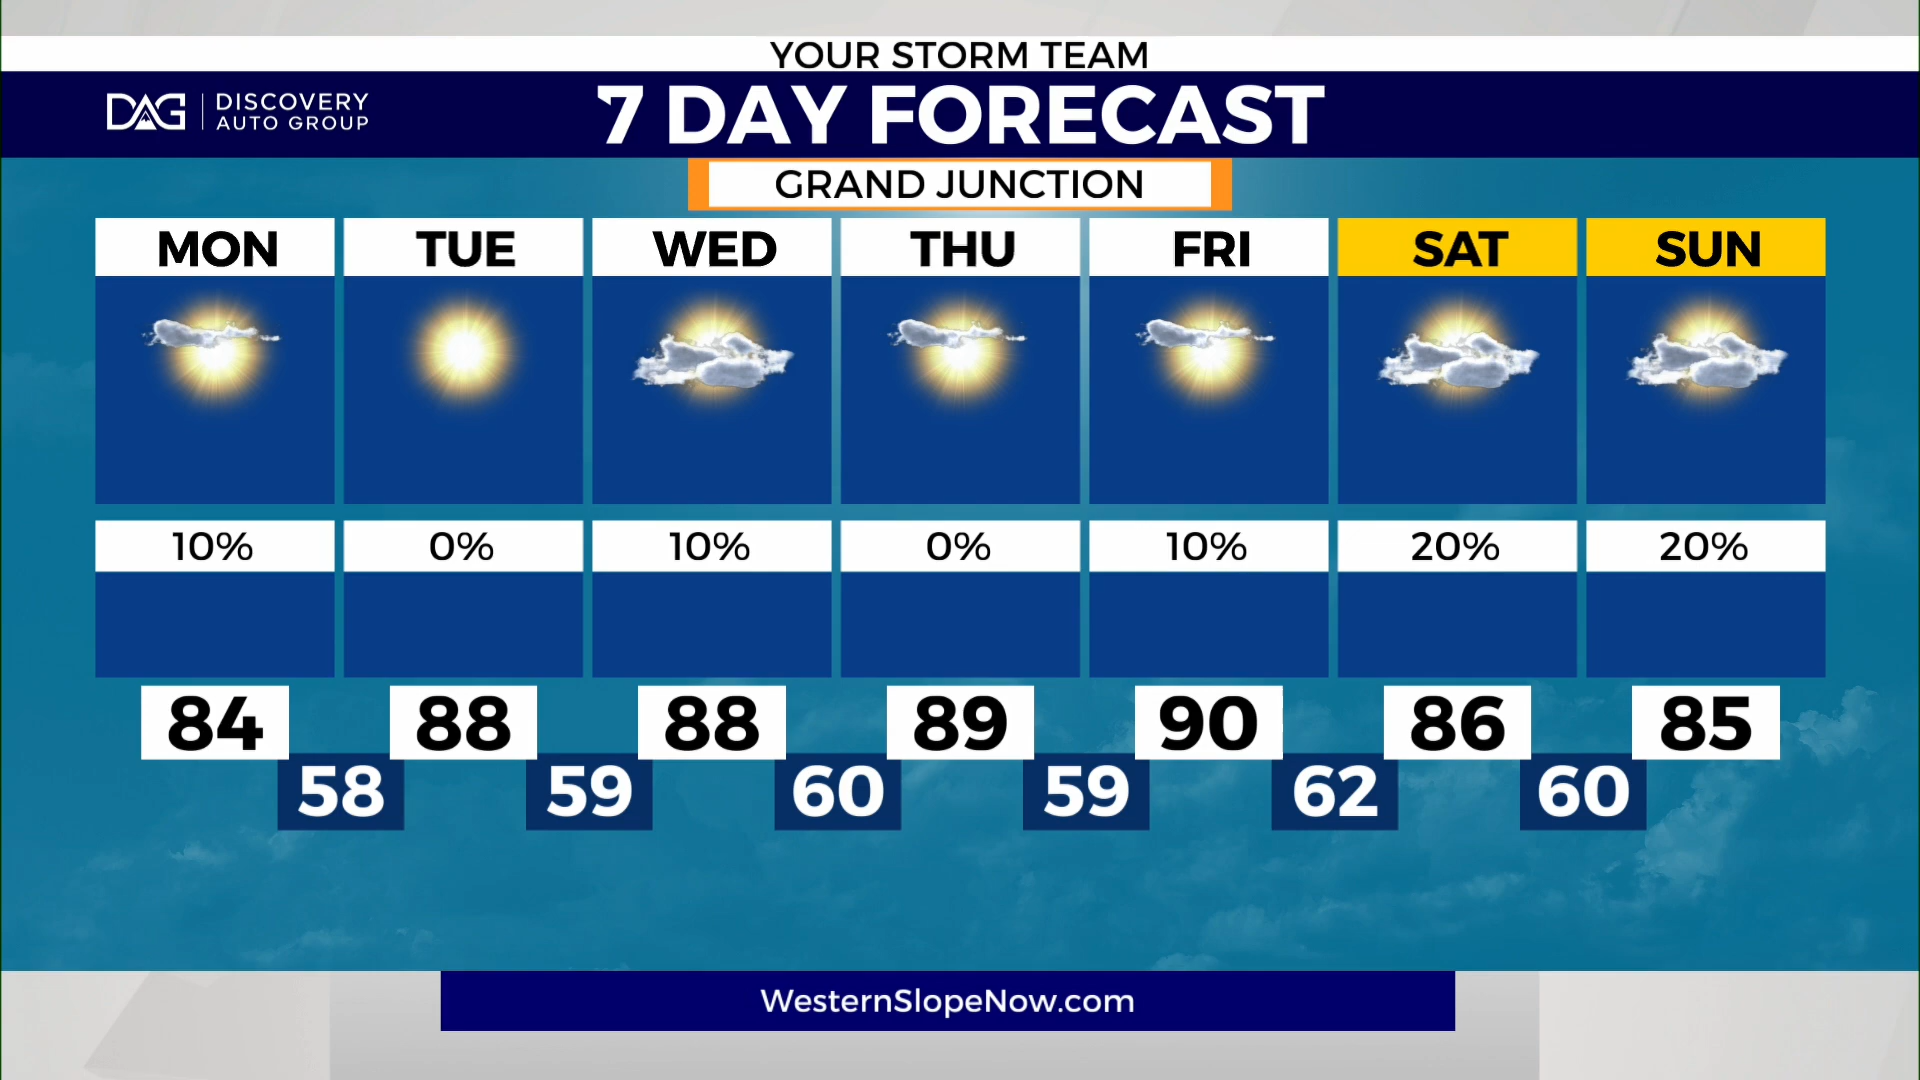 YOUR STORM TEAM
DAG DISCOVERY
AUTO GROUP
7 DAY FORECAST
GRAND JUNCTION
MON TUE WED THU FRI SAT SUN
10% 0% 10% 0% 10% 20% 20%
84 88 88 89 90 86 85
58 59 60 59 62 60
WesternSlopeNow.com